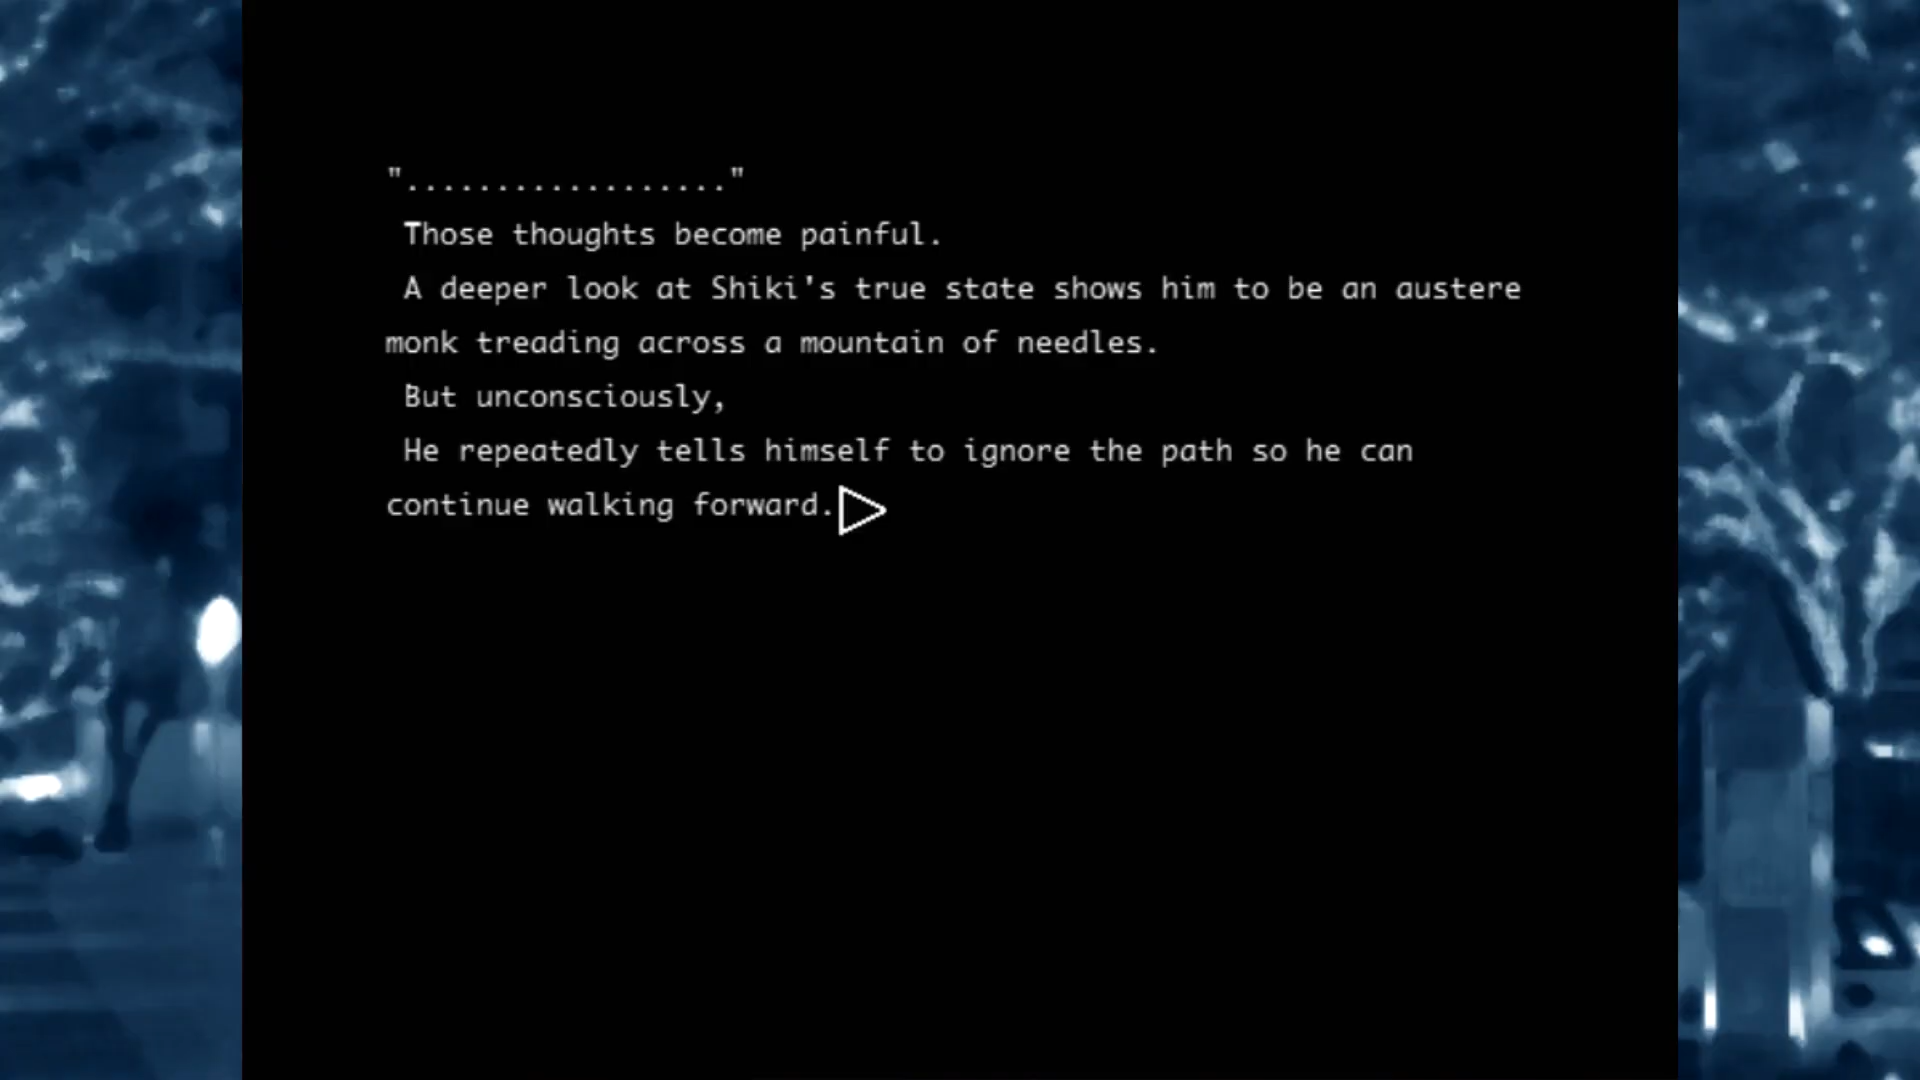 ".................."
Those thoughts become painful.
A deeper look at Shiki's true state shows him to be an austere
monk treading across a mountain of needles.
But unconsciously,
He repeatedly tells himself to ignore the path so he can
continue walking forward.